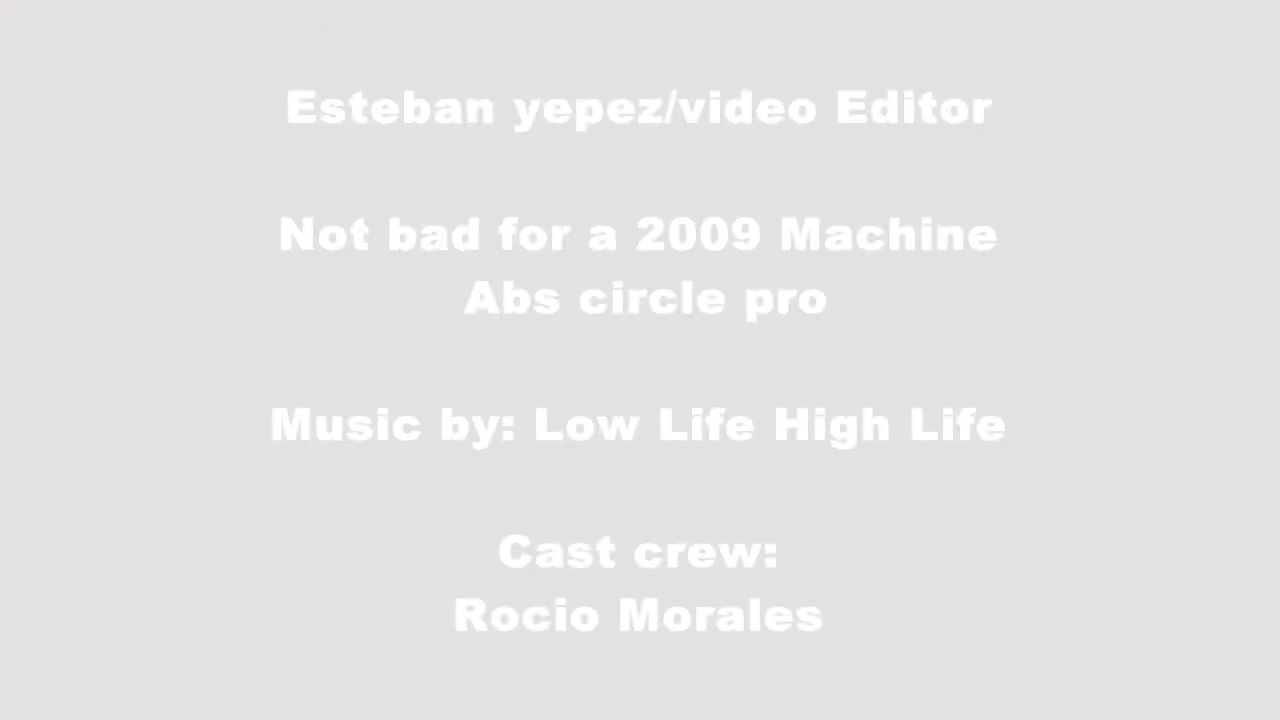 Esteban yepez/video Editor
Not bad for a 2009 Machine
Abs circle pro
Music by: Low Life High Life
Cast crew:
Rocio Morales